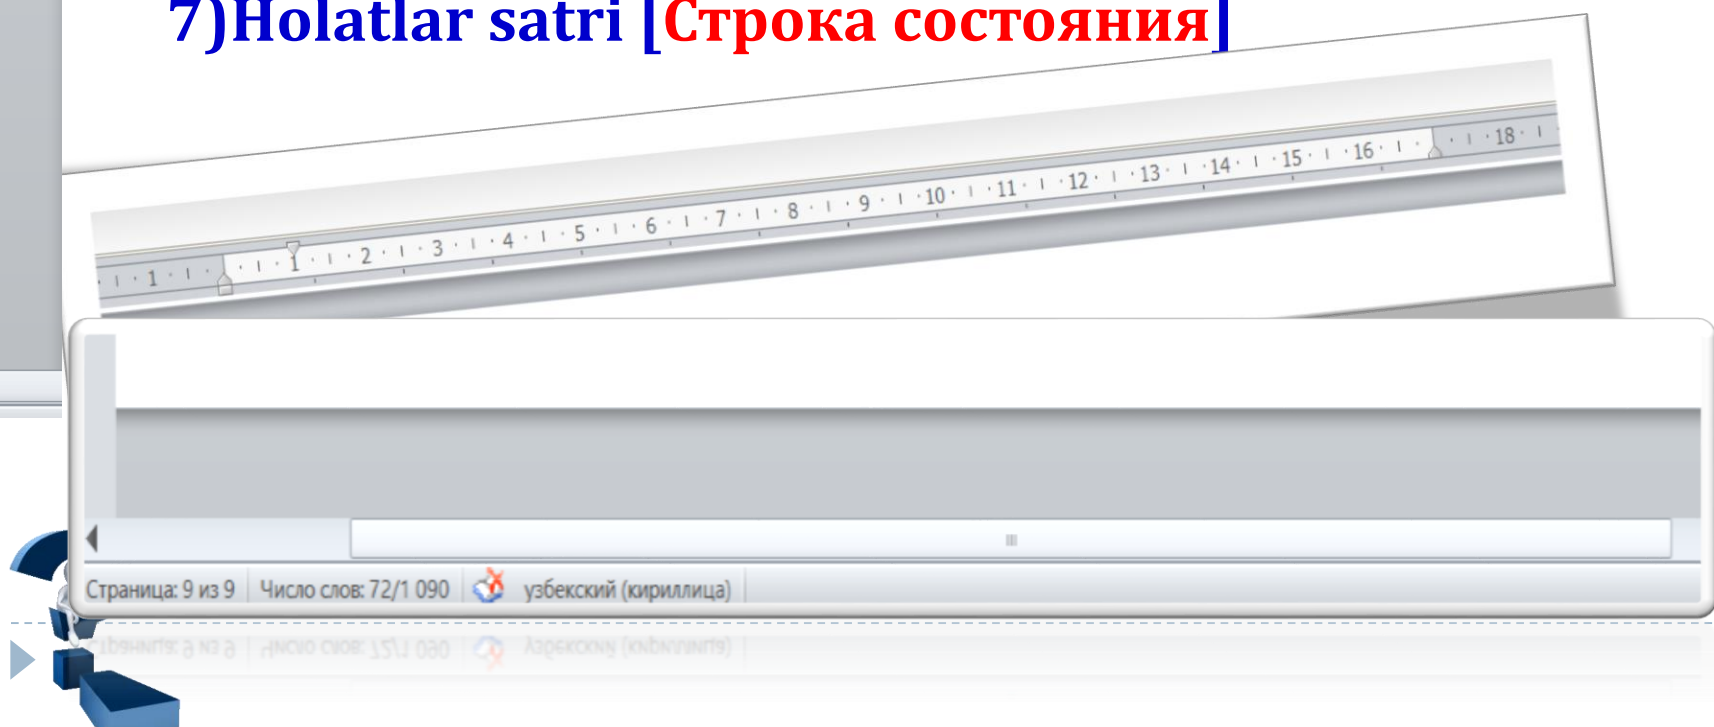 7)Holatlar satri [Строка состояния]
1 1 2 3 4 5 6 7 8 9 10 11 12 13 14 15 16 18
Страница: 9 из 9 Число слов: 72/1 090 узбекский (кириллица)